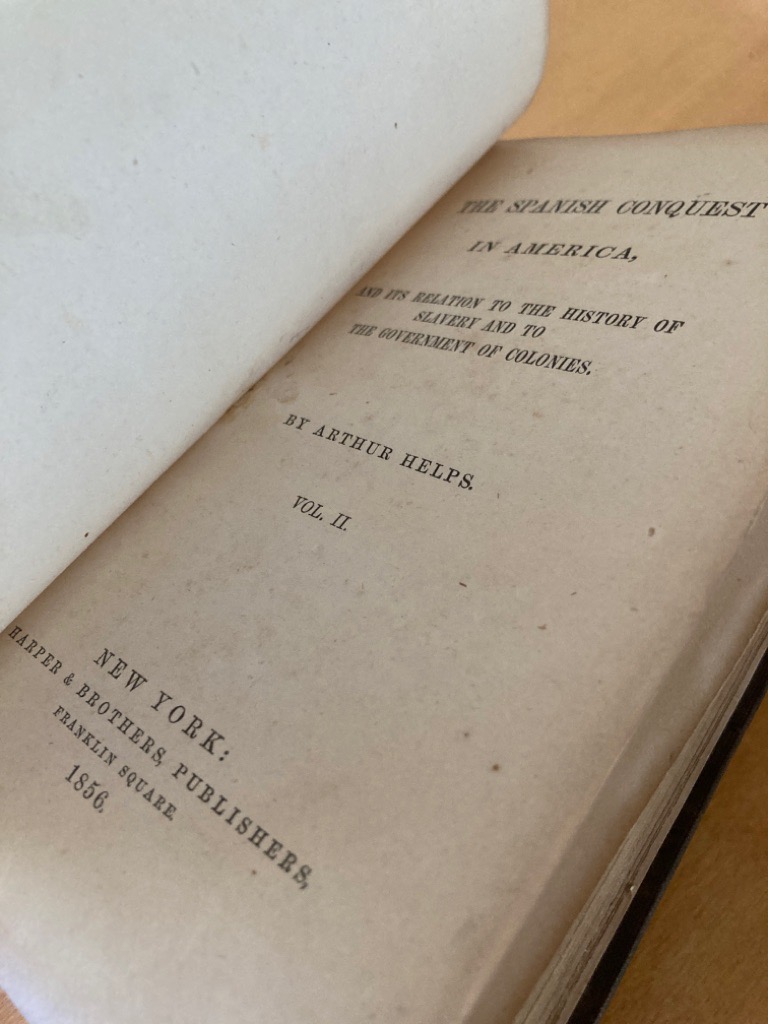 THE SPANISH CONQUEST
IN AMERICA,
AND ITS RELATION TO THE HISTORY OF
SLAVERY AND TO
THE GOVERNMENT OF COLONIES.
BY ARTHUR HELPS.
VOL. II.
NEW YORK:
HARPER & BROTHERS, PUBLISHERS,
FRANKLIN SQUARE.
1856.